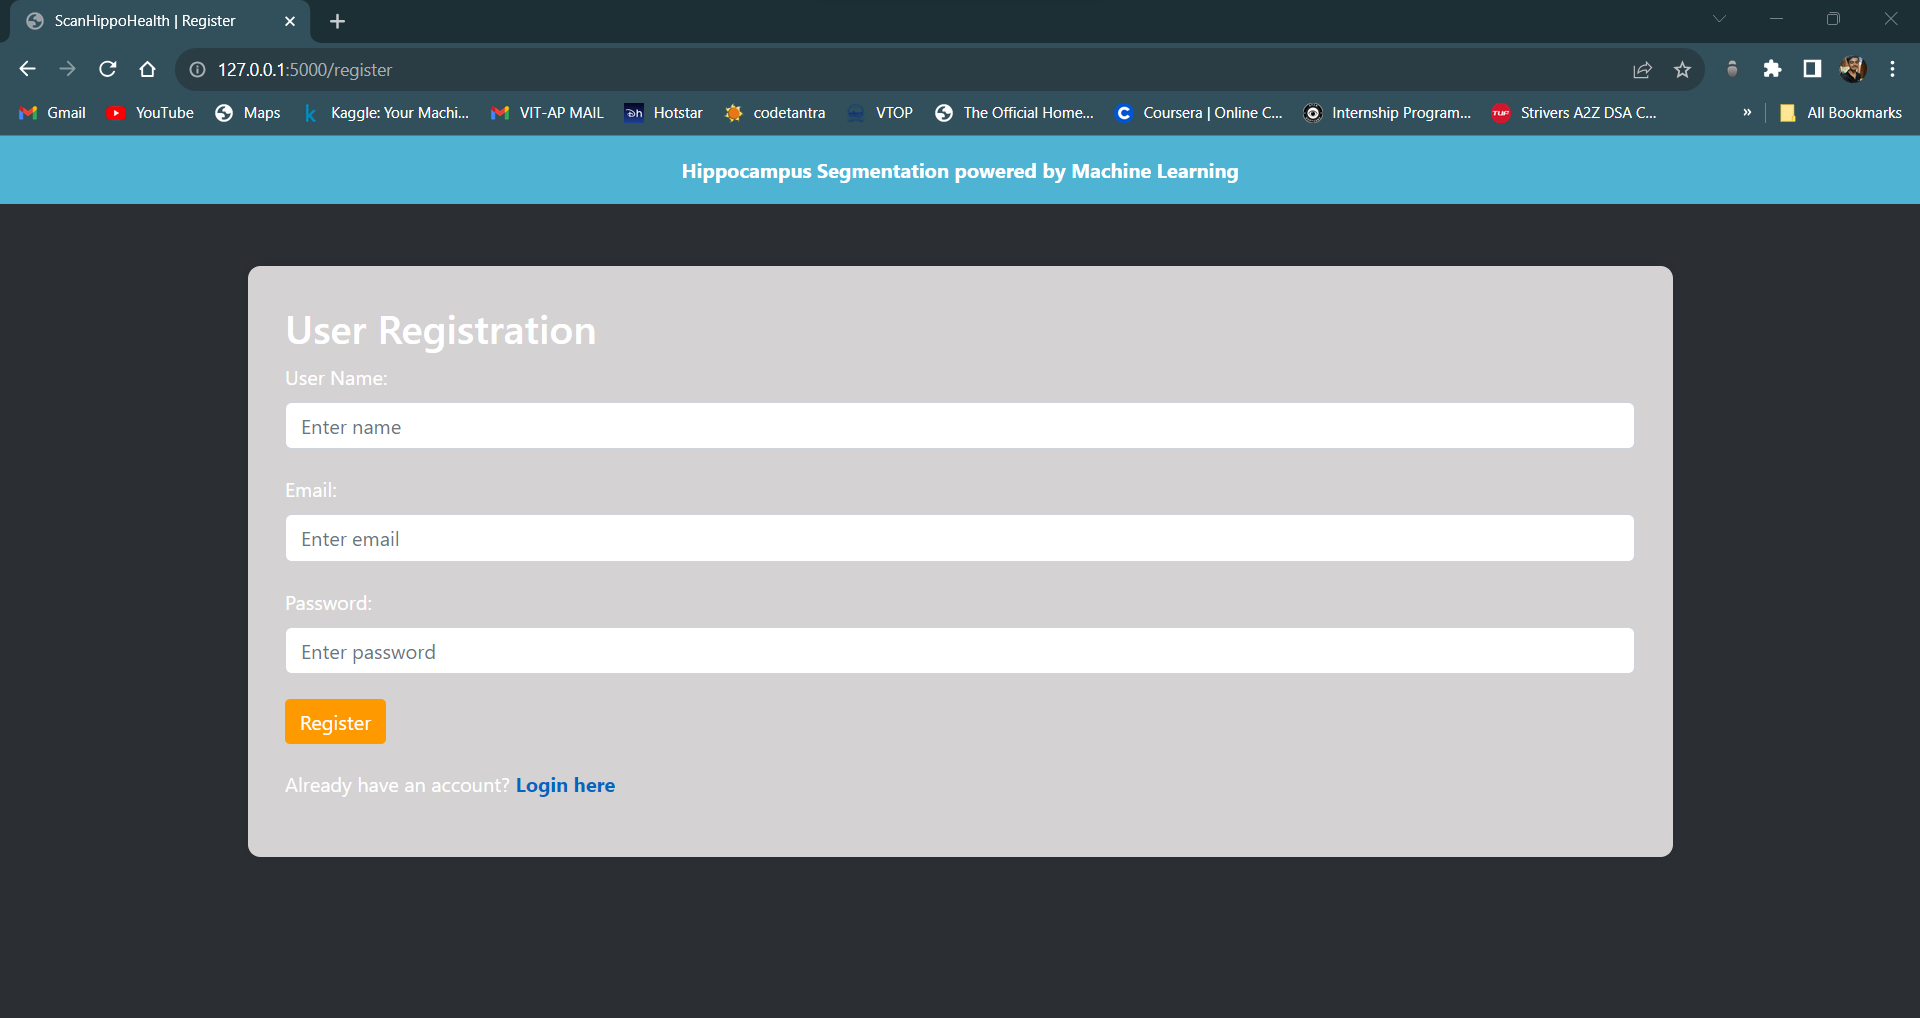 ScanHippoHealth | Register
127.0.0.1:5000/register
Gmail YouTube Maps Kaggle: Your Machi... VIT-AP MAIL Hotstar codetantra VTOP The Official Home... Coursera | Online C... Internship Program... Strivers A2Z DSA C... » All Bookmarks
Hippocampus Segmentation powered by Machine Learning
User Registration
User Name:
Enter name
Email:
Enter email
Password:
Enter password
Register
Already have an account? Login here